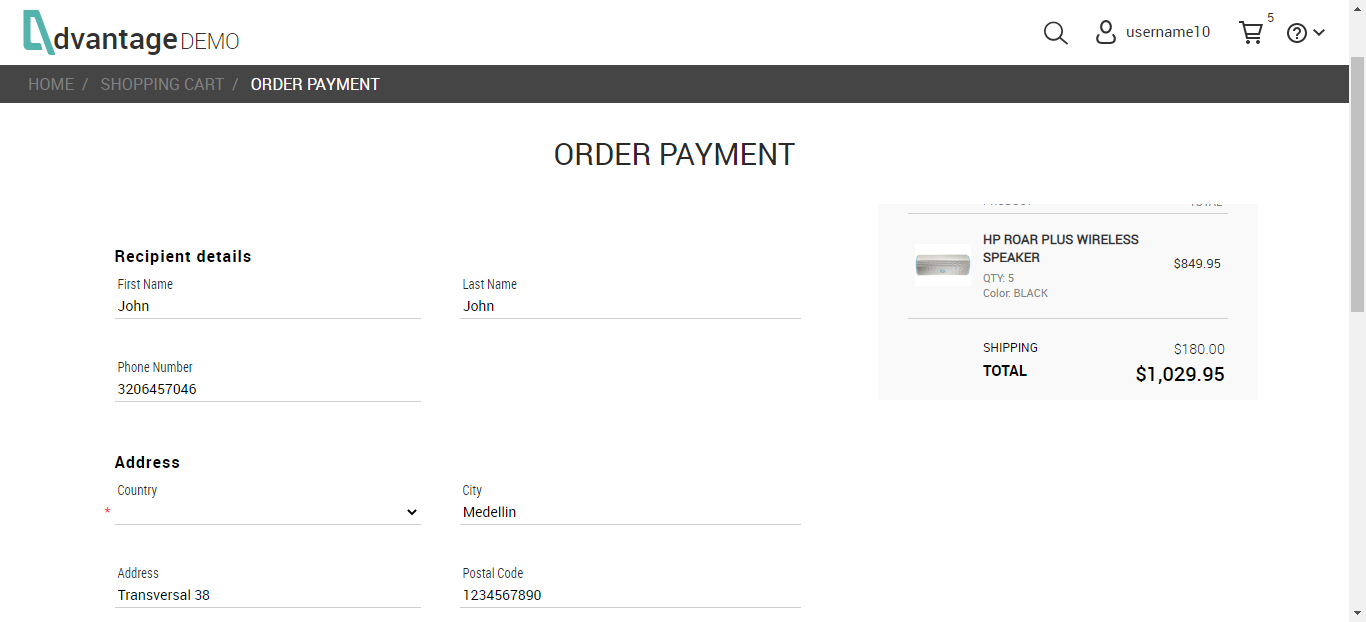 dvantage DEMO
username10
5
HOME / SHOPPING CART / ORDER PAYMENT
ORDER PAYMENT
Recipient details
First Name
John
Last Name
John
Phone Number
3206457046
Address
Country
*
City
Medellin
Address
Transversal 38
Postal Code
1234567890
PRODUCT TOTAL
HP ROAR PLUS WIRELESS
SPEAKER
$849.95
QTY: 5
Color: BLACK
SHIPPING $180.00
TOTAL $1,029.95